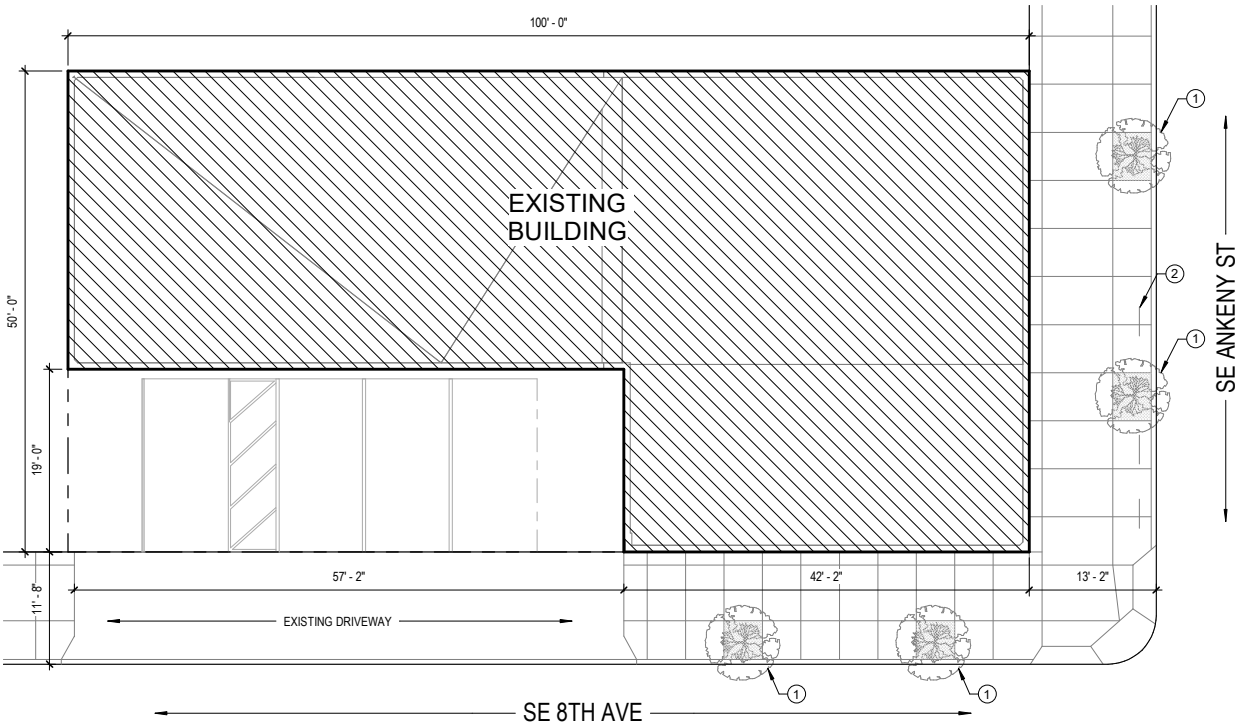 100' - 0"
1
EXISTING
BUILDING
SE ANKENY ST
2
50' - 0"
1
19' - 0"
57' - 2"
42' - 2"
13' - 2"
11' - 8"
EXISTING DRIVEWAY
1
1
SE 8TH AVE